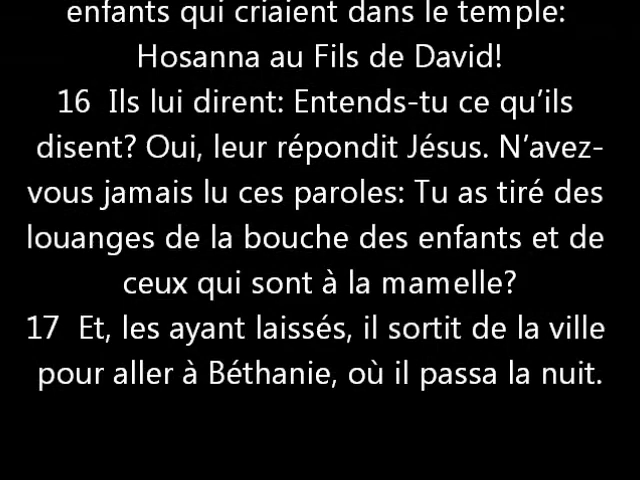 enfants qui criaient dans le temple:
Hosanna au Fils de David!
16 Ils lui dirent: Entends-tu ce qu’ils
disent? Oui, leur répondit Jésus. N’avez-
vous jamais lu ces paroles: Tu as tiré des
louanges de la bouche des enfants et de
ceux qui sont à la mamelle?
17 Et, les ayant laissés, il sortit de la ville
pour aller à Béthanie, où il passa la nuit.